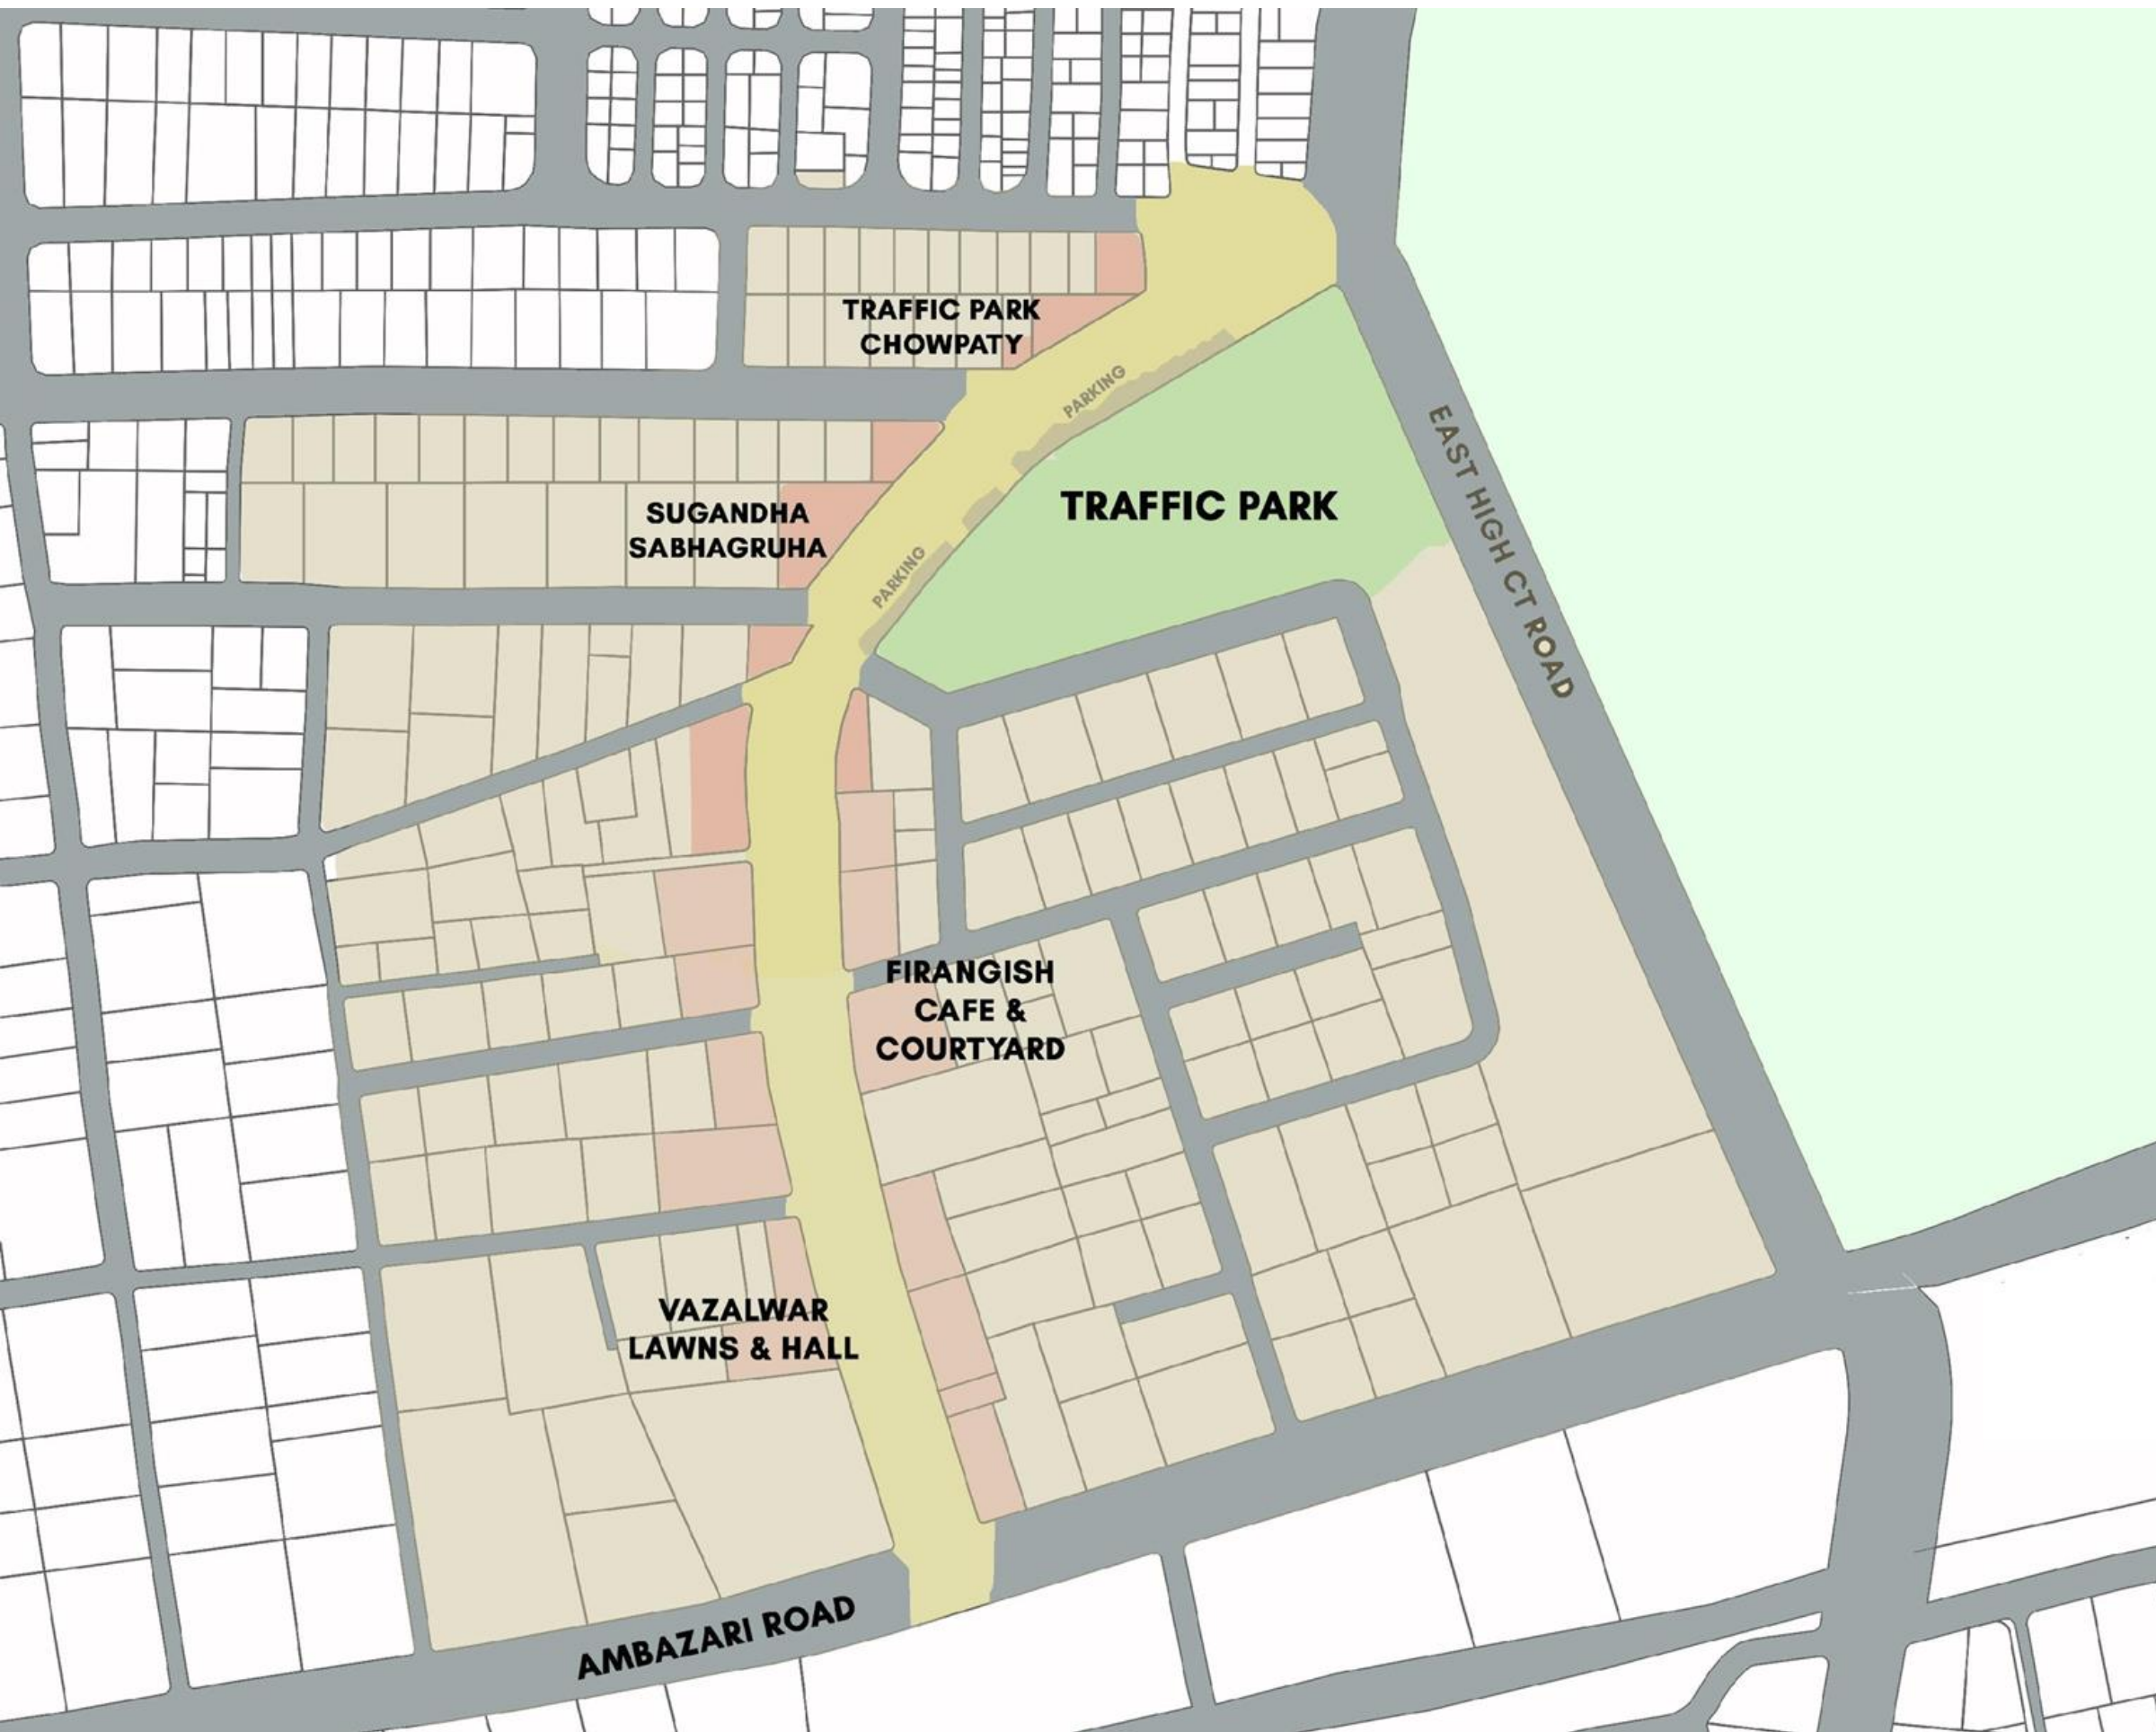 TRAFFIC PARK
CHOWPATY
PARKING
EAST HIGH CT ROAD
TRAFFIC PARK
SUGANDHA
SABHAGRUHA
PARKING
FIRANGISH
CAFE &
COURTYARD
VAZALWAR
LAWNS & HALL
AMBAZARI ROAD